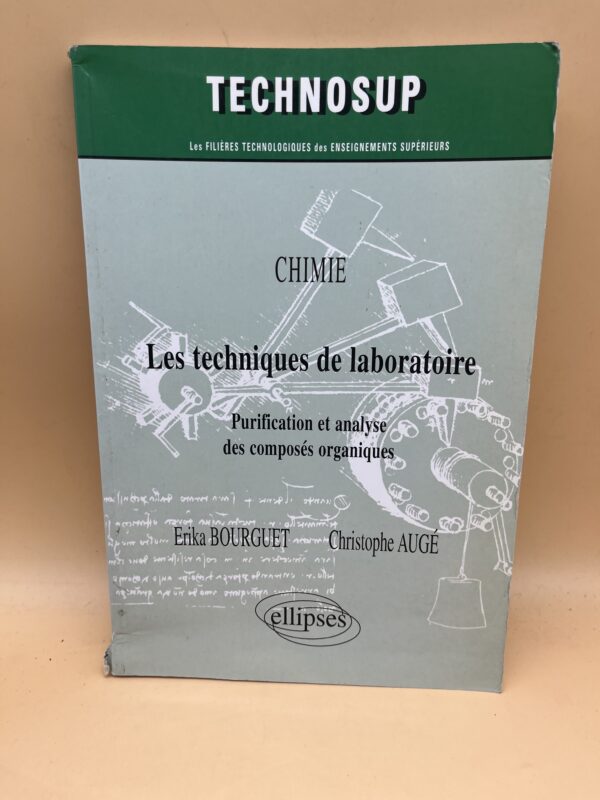 TECHNOSUP
Les FILIÈRES TECHNOLOGIQUES des ENSEIGNEMENTS SUPÉRIEURS
CHIMIE
Les techniques de laboratoire
Purification et analyse
des composés organiques
Erika BOURGUET Christophe AUGÉ
ellipses